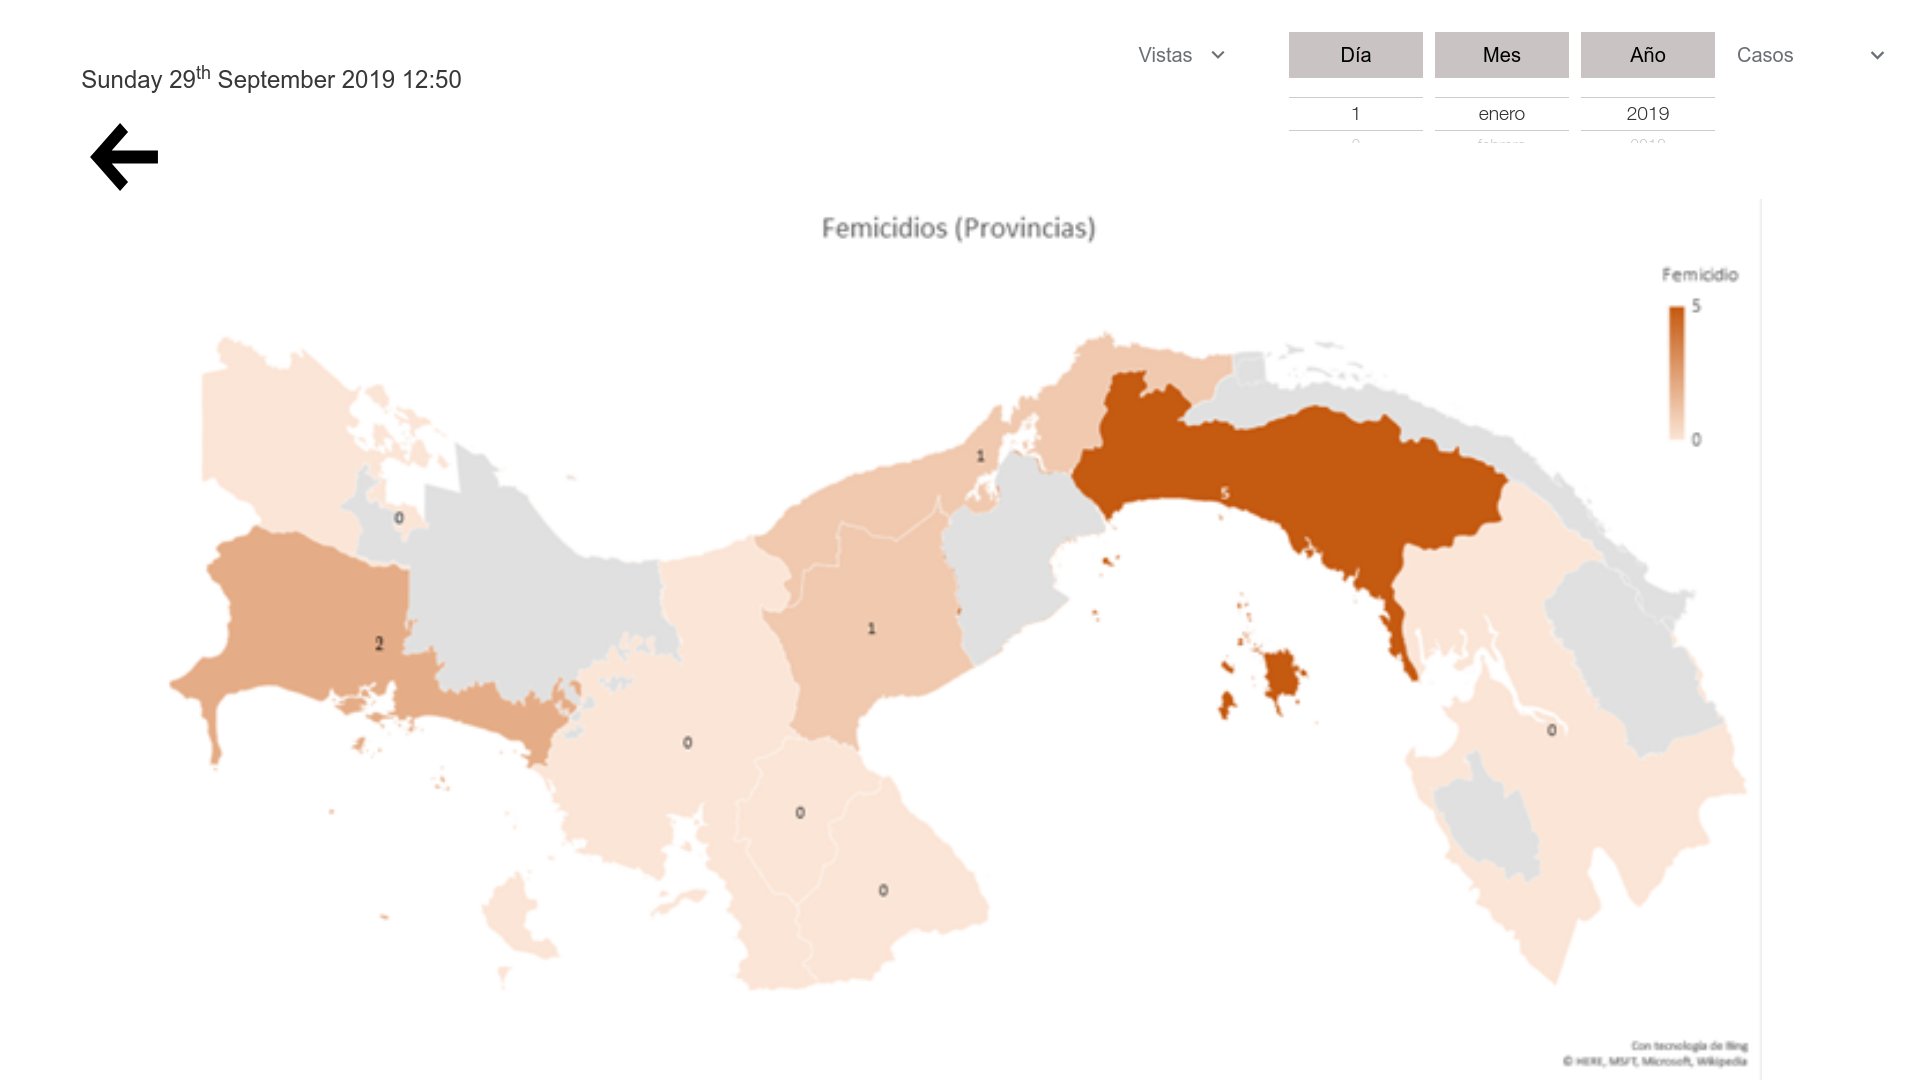 Vistas
Día Mes Año
Casos
Sunday 29th September 2019 12:50
1 enero 2019
Femicidios (Provincias)
Femicidio
5
0
1
5
0
2
1
0
0
0
0
Con tecnología de Bing
© HERE, MSFT, Microsoft, Wikipedia